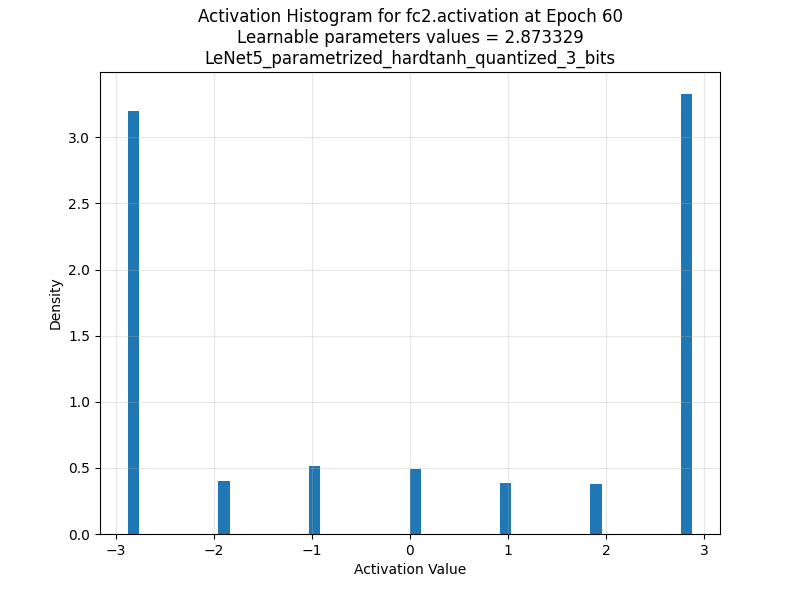 Activation Histogram for fc2.activation at Epoch 60
Learnable parameters values = 2.873329
LeNet5_parametrized_hardtanh_quantized_3_bits
3.0
2.5
2.0
1.5
1.0
0.5
0.0
Density
−3
−2
−1
0
1
2
3
Activation Value